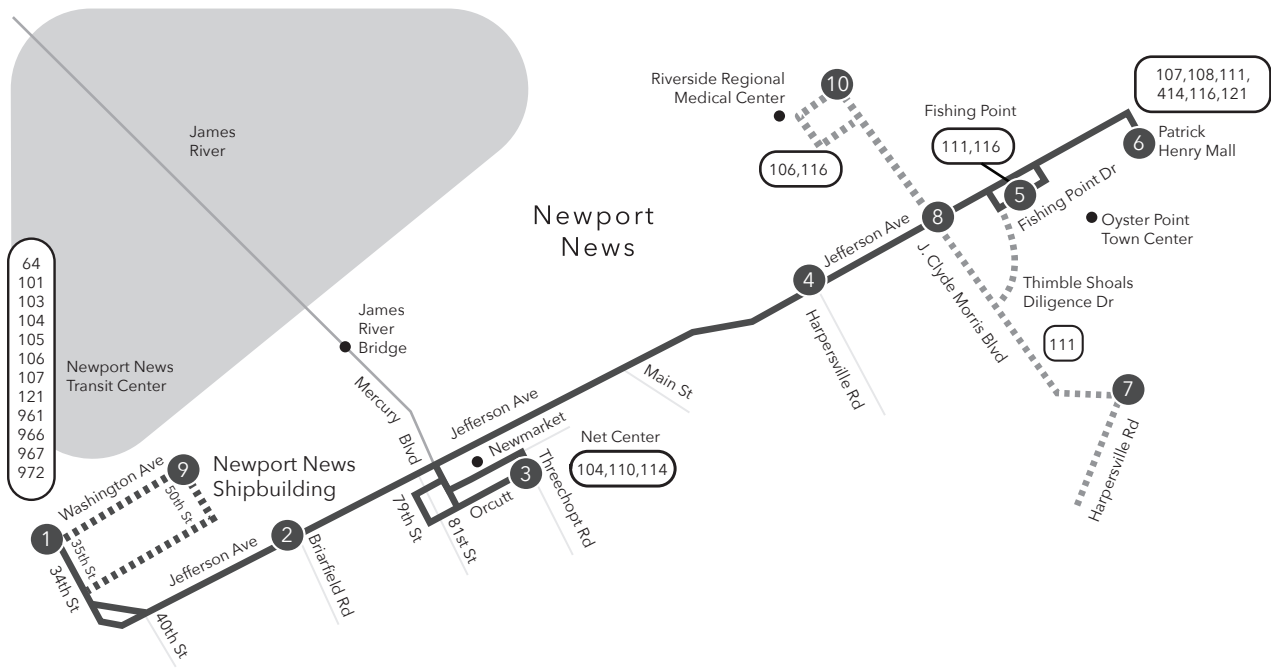 James
River
Riverside Regional
Medical Center
10
106,116
Fishing Point
111,116
107,108,111,
414,116,121
6
Patrick
Henry Mall
5
Fishing Point Dr
8
Oyster Point
Town Center
Newport
News
Jefferson Ave
4
J. Clyde Morris Blvd
Thimble Shoals
Diligence Dr
111
Harpersville Rd
7
Harpersville Rd
64
101
103
104
105
106
107
121
961
966
967
972
Newport News
Transit Center
James
River
Bridge
Mercury Blvd
Jefferson Ave
Main St
Newmarket
Net Center
104,110,114
3
Threechopt Rd
Orcutt
79th St
81st St
Washington Ave
9
50th St
Newport News
Shipbuilding
1
35th St
34th St
Jefferson Ave
2
Briarfield Rd
40th St